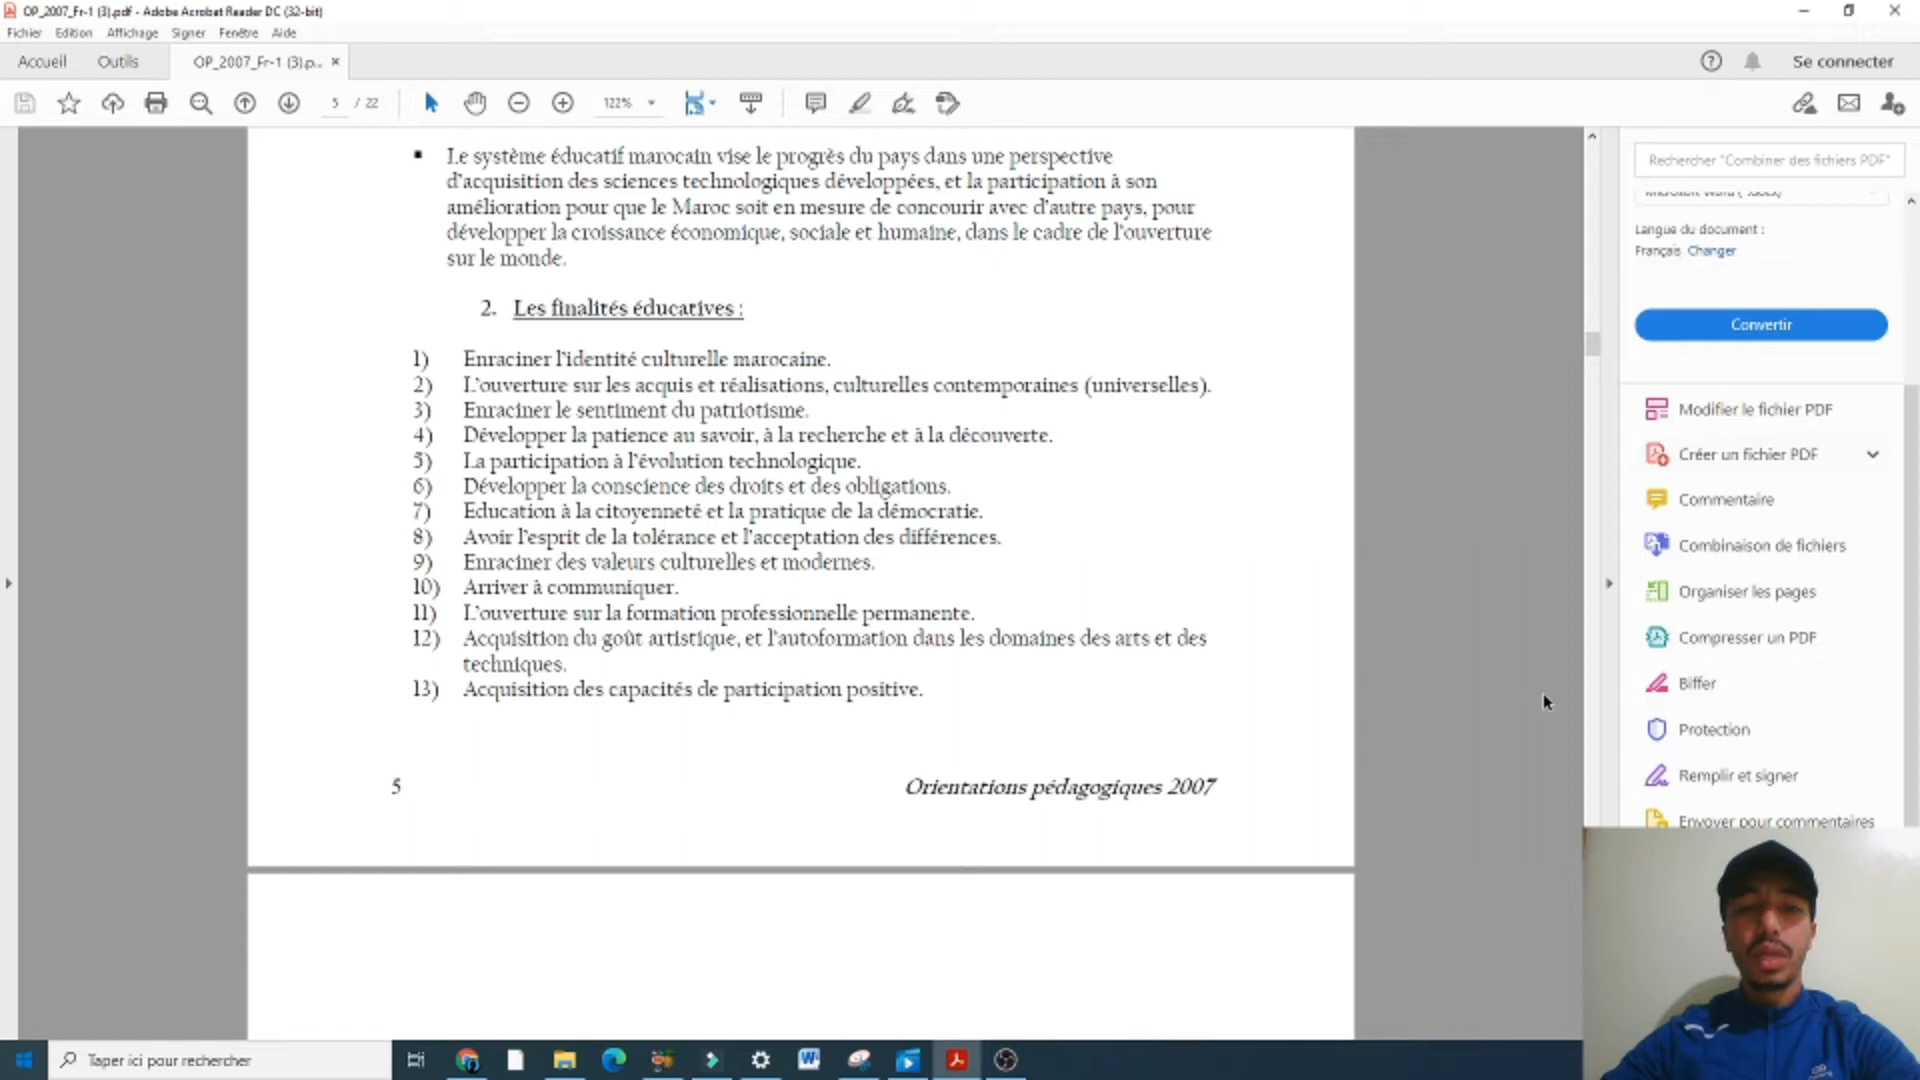 OP_2007_Fr-1 (3).pdf - Adobe Acrobat Reader DC (32-bit)
Fichier Edition Affichage Signer Fenêtre Aide
Accueil Outils OP_2007_Fr-1 (3).p... ×
Se connecter
5 / 22 122%
Le système éducatif marocain vise le progrès du pays dans une perspective
d'acquisition des sciences technologiques développées, et la participation à son
amélioration pour que le Maroc soit en mesure de concourir avec d'autre pays, pour
développer la croissance économique, sociale et humaine, dans le cadre de l'ouverture
sur le monde.
2. Les finalités éducatives :
1) Enraciner l'identité culturelle marocaine.
2) L'ouverture sur les acquis et réalisations, culturelles contemporaines (universelles).
3) Enraciner le sentiment du patriotisme.
4) Développer la patience au savoir, à la recherche et à la découverte.
5) La participation à l'évolution technologique.
6) Développer la conscience des droits et des obligations.
7) Education à la citoyenneté et la pratique de la démocratie.
8) Avoir l'esprit de la tolérance et l'acceptation des différences.
9) Enraciner des valeurs culturelles et modernes.
10) Arriver à communiquer.
11) L'ouverture sur la formation professionnelle permanente.
12) Acquisition du goût artistique, et l'autoformation dans les domaines des arts et des
techniques.
13) Acquisition des capacités de participation positive.
5 Orientations pédagogiques 2007
Rechercher "Combiner des fichiers PDF"
Microsoft Word (*.docx)
Langue du document :
Français Changer
Convertir
Modifier le fichier PDF
Créer un fichier PDF
Commentaire
Combinaison de fichiers
Organiser les pages
Compresser un PDF
Biffer
Protection
Remplir et signer
Envoyer pour commentaires
Taper ici pour rechercher